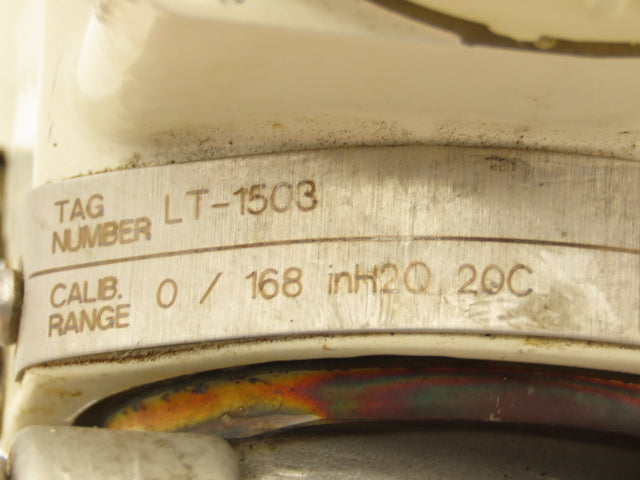 TAG NUMBER LT-1503
CALIB. RANGE 0 / 168 inH2O 20C